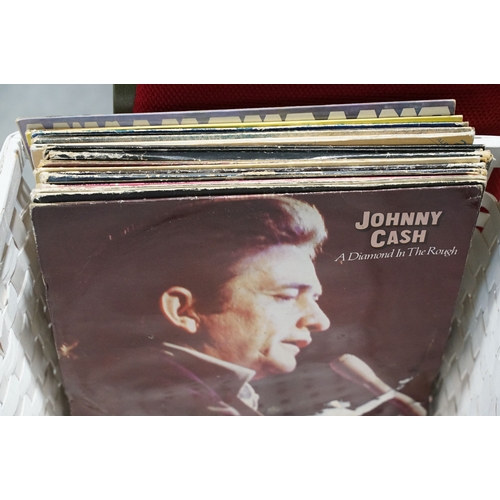 JOHNNY
CASH
A Diamond In The Rough